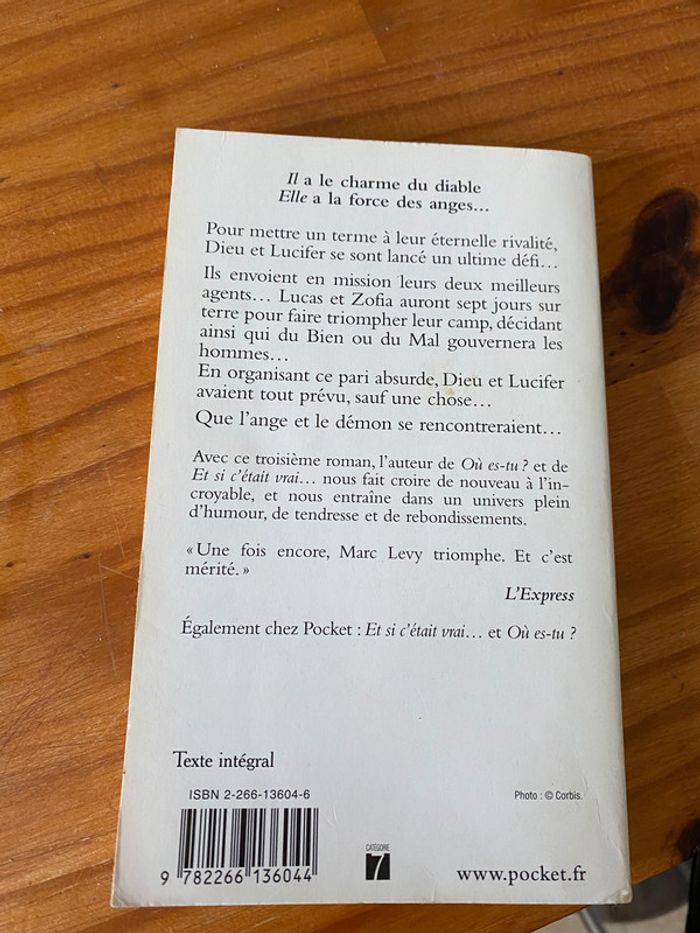 Il a le charme du diable
Elle a la force des anges…
Pour mettre un terme à leur éternelle rivalité,
Dieu et Lucifer se sont lancé un ultime défi…
Ils envoient en mission leurs deux meilleurs
agents… Lucas et Zofia auront sept jours sur
terre pour faire triompher leur camp, décidant
ainsi qui du Bien ou du Mal gouvernera les
hommes…
En organisant ce pari absurde, Dieu et Lucifer
avaient tout prévu, sauf une chose…
Que l'ange et le démon se rencontreraient…
Avec ce troisième roman, l'auteur de Où es-tu ? et de
Et si c'était vrai… nous fait croire de nouveau à l'in-
croyable, et nous entraîne dans un univers plein
d'humour, de tendresse et de rebondissements.
« Une fois encore, Marc Levy triomphe. Et c'est
mérité. »
L'Express
Également chez Pocket : Et si c'était vrai… et Où es-tu ?
Texte intégral
ISBN 2-266-13604-6
Photo : © Corbis.
CATÉGORIE
7
9 782266 136044
www.pocket.fr